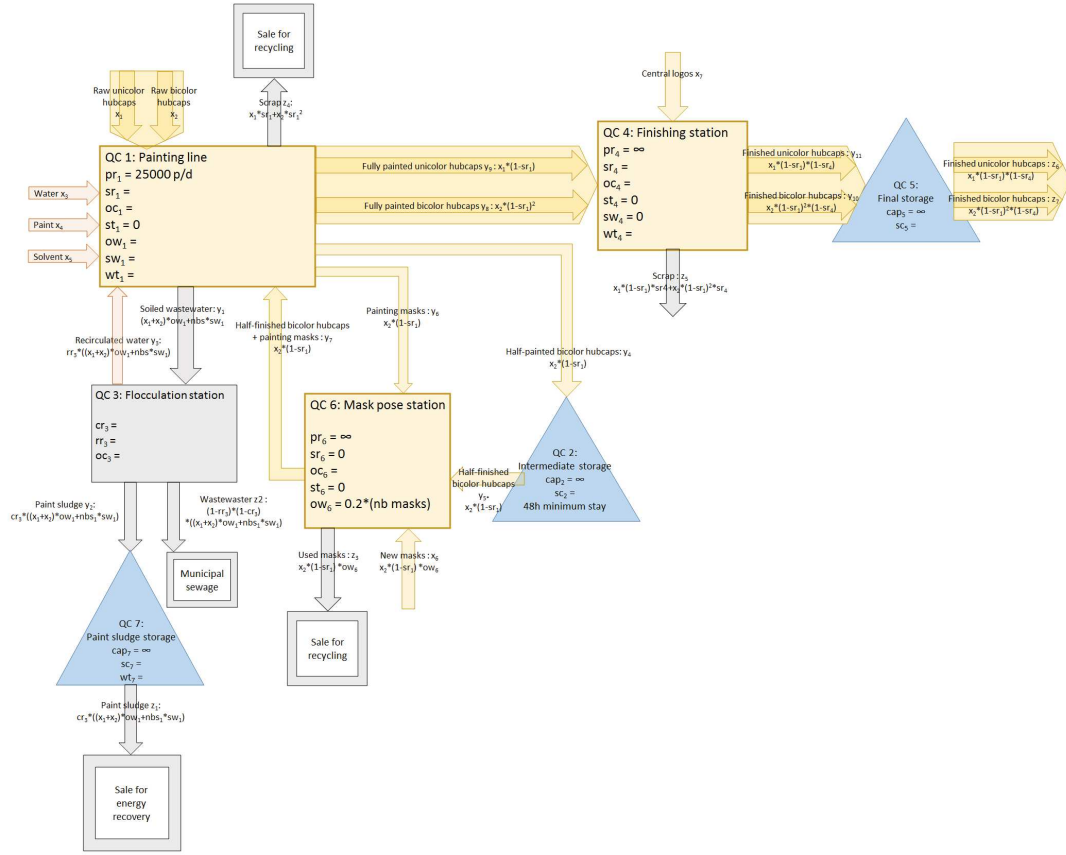 Sale for
recycling
Raw unicolor
hubcaps
x₁
Raw bicolor
hubcaps
x₂
Scrap z₄:
x₁*sr₁+x₂*sr₁²
Central logos x₇
QC 1: Painting line
pr₁ = 25000 p/d
sr₁ =
oc₁ =
st₁ = 0
ow₁ =
sw₁ =
wt₁ =
Water x₃
Paint x₄
Solvent x₅
Fully painted unicolor hubcaps y₉ : x₁*(1-sr₁)
Fully painted bicolor hubcaps y₈ : x₂*(1-sr₁)²
QC 4: Finishing station
pr₄ = ∞
sr₄ =
oc₄ =
st₄ = 0
sw₄ = 0
wt₄ =
Finished unicolor hubcaps : y₁₁
x₁*(1-sr₁)*(1-sr₄)
Finished bicolor hubcaps : y₁₀
x₂*(1-sr₁)²*(1-sr₄)
QC 5:
Final storage
cap₅ = ∞
sc₅ =
Finished unicolor hubcaps : z₆
x₁*(1-sr₁)*(1-sr₄)
Finished bicolor hubcaps : z₇
x₂*(1-sr₁)²*(1-sr₄)
Scrap : z₅
x₁*(1-sr₁)*sr4+x₂*(1-sr₁)²*sr₄
Soiled wastewater: y₁
(x₁+x₂)*ow₁+nbs*sw₁
Recirculated water y₃:
rr₃*((x₁+x₂)*ow₁+nbs*sw₁)
Half-finished bicolor hubcaps
+ painting masks : y₇
x₂*(1-sr₁)
Painting masks : y₆
x₂*(1-sr₁)
Half-painted bicolor hubcaps: y₄
x₂*(1-sr₁)
QC 3: Flocculation station
cr₃ =
rr₃ =
oc₃ =
QC 6: Mask pose station
pr₆ = ∞
sr₆ = 0
oc₆ =
st₆ = 0
ow₆ = 0.2*(nb masks)
Half-finished
bicolor hubcaps
y₅:
x₂*(1-sr₁)
QC 2:
Intermediate storage
cap₂ = ∞
sc₂ =
48h minimum stay
Paint sludge y₂:
cr₃*((x₁+x₂)*ow₁+nbs₁*sw₁)
Wastewaster z2 :
(1-rr₃)*(1-cr₃)
*((x₁+x₂)*ow₁+nbs₁*sw₁)
Used masks : z₃
x₂*(1-sr₁)*ow₆
New masks : x₆
x₂*(1-sr₁) *ow₆
Municipal
sewage
Sale for
recycling
QC 7:
Paint sludge storage
cap₇ = ∞
sc₇ =
wt₇ =
Paint sludge z₁:
cr₃*((x₁+x₂)*ow₁+nbs₁*sw₁)
Sale for
energy
recovery